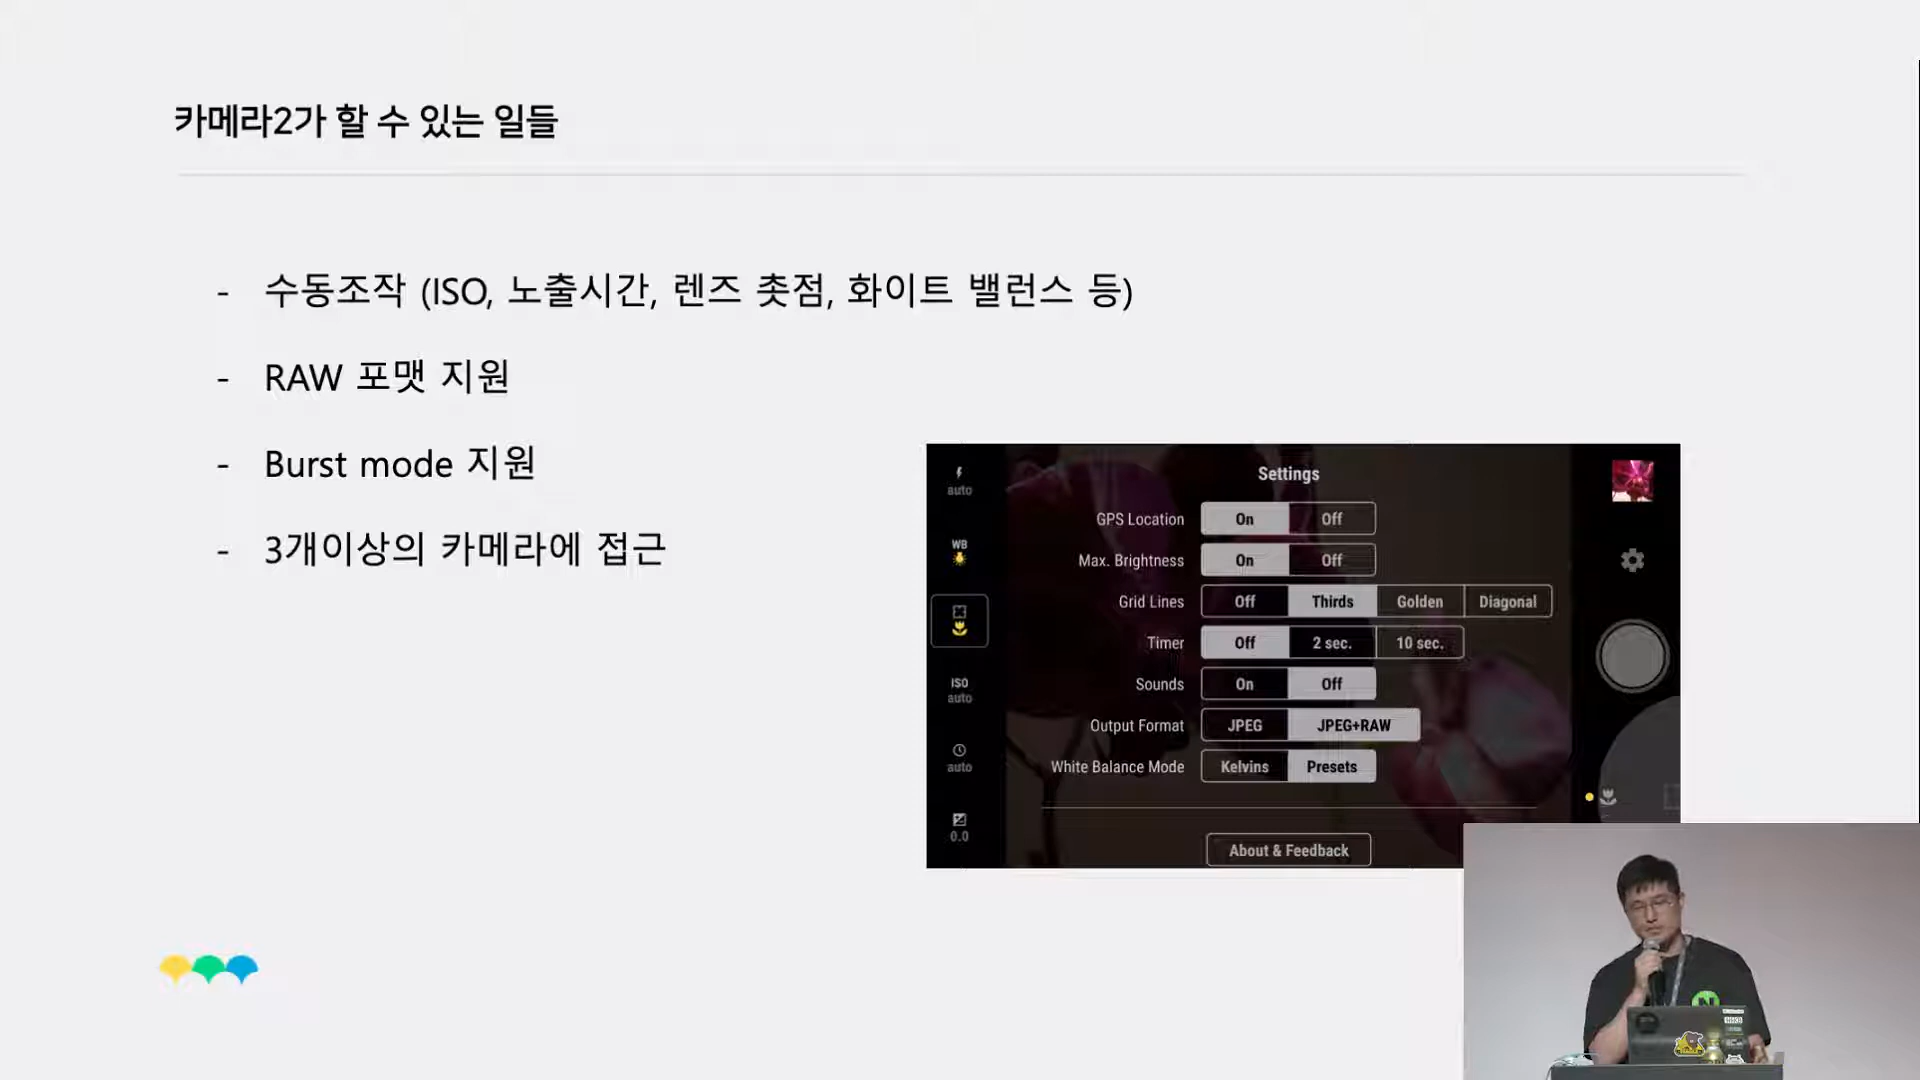 카메라2가 할 수 있는 일들
- 수동조작 (ISO, 노출시간, 렌즈 촛점, 화이트 밸런스 등)
- RAW 포맷 지원
- Burst mode 지원
- 3개이상의 카메라에 접근
auto
WB
ISO
auto
auto
0.0
Settings
GPS Location On Off
Max. Brightness On Off
Grid Lines Off Thirds Golden Diagonal
Timer Off 2 sec. 10 sec.
Sounds On Off
Output Format JPEG JPEG+RAW
White Balance Mode Kelvins Presets
About & Feedback
N